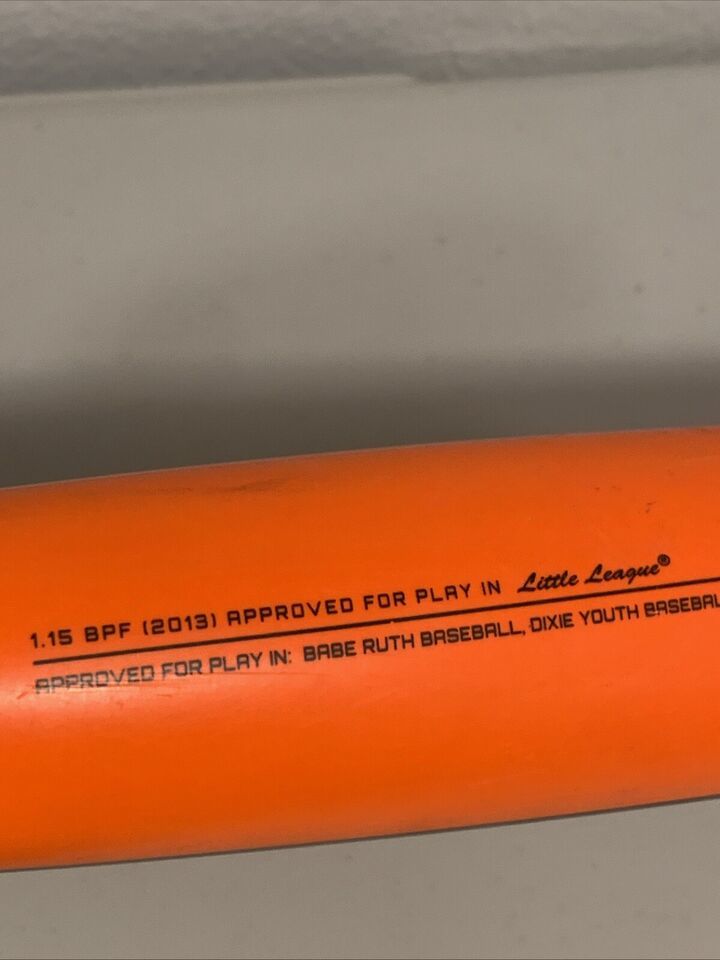 1.15 BPF (2013) APPROVED FOR PLAY IN Little League®
APPROVED FOR PLAY IN: BABE RUTH BASEBALL, DIXIE YOUTH